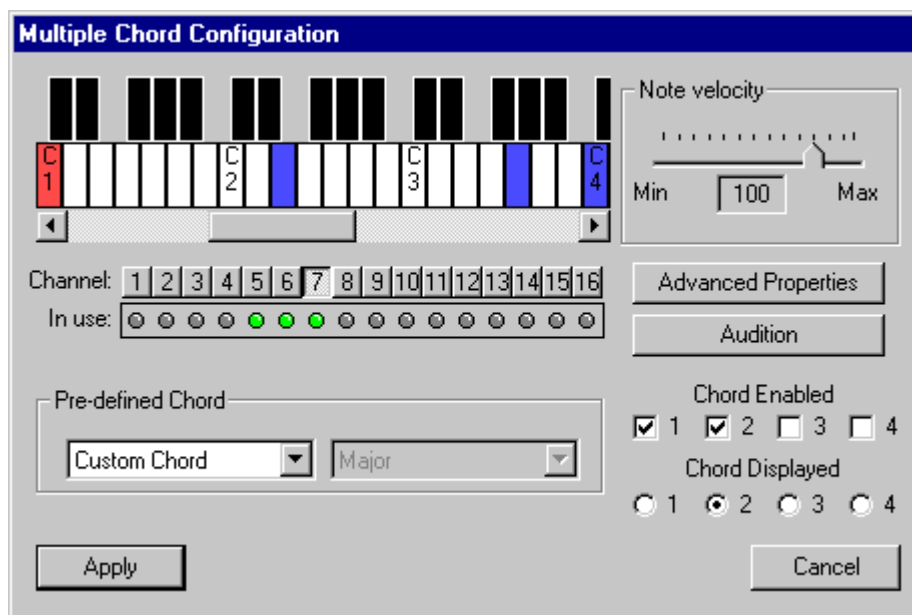 Multiple Chord Configuration
C 1
C 2
C 3
C 4
Note velocity
Min 100 Max
Channel: 1 2 3 4 5 6 7 8 9 10 11 12 13 14 15 16
In use:
Advanced Properties
Audition
Pre-defined Chord
Custom Chord Major
Chord Enabled
1 2 3 4
Chord Displayed
1 2 3 4
Apply Cancel